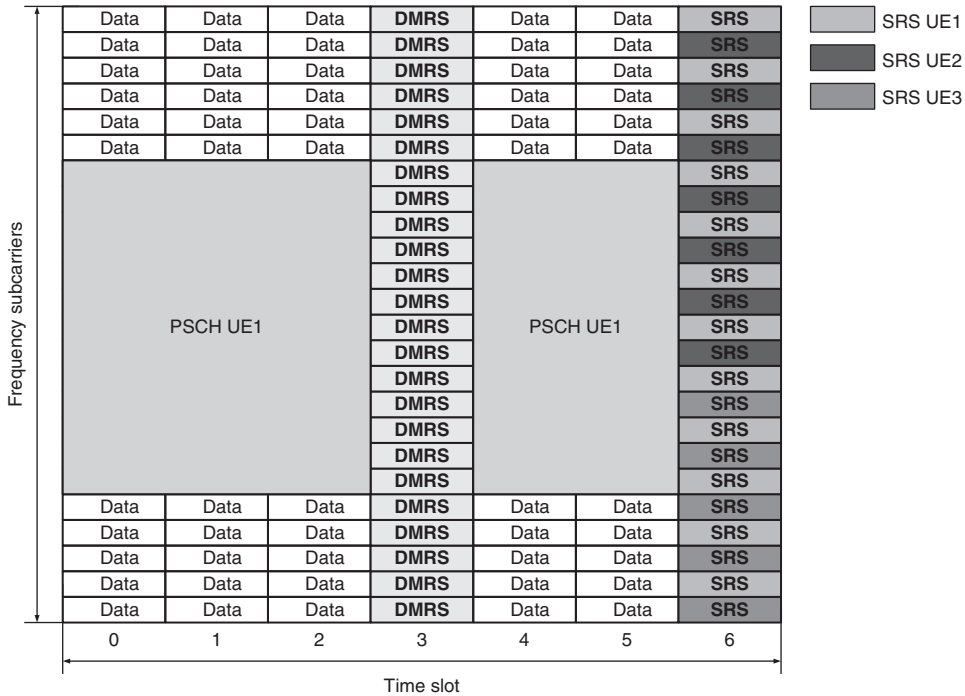 Data Data Data DMRS Data Data SRS
Data Data Data DMRS Data Data SRS
Data Data Data DMRS Data Data SRS
Data Data Data DMRS Data Data SRS
Data Data Data DMRS Data Data SRS
Data Data Data DMRS Data Data SRS
DMRS SRS
DMRS SRS
DMRS SRS
DMRS SRS
DMRS SRS
DMRS SRS
PSCH UE1 DMRS PSCH UE1 SRS
DMRS SRS
DMRS SRS
DMRS SRS
DMRS SRS
DMRS SRS
DMRS SRS
Data Data Data DMRS Data Data SRS
Data Data Data DMRS Data Data SRS
Data Data Data DMRS Data Data SRS
Data Data Data DMRS Data Data SRS
Data Data Data DMRS Data Data SRS
0 1 2 3 4 5 6
Time slot
Frequency subcarriers
SRS UE1
SRS UE2
SRS UE3